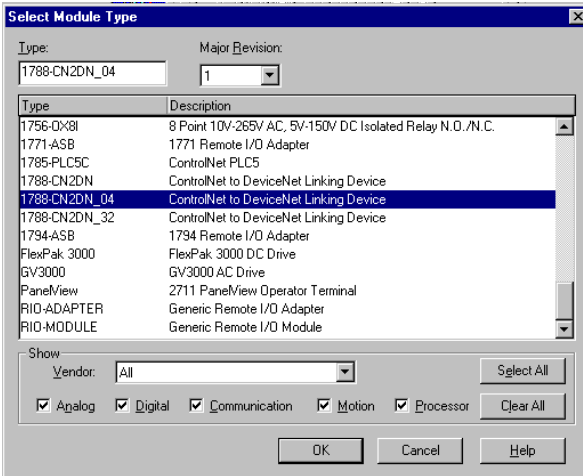 Select Module Type
Type: Major Revision:
1788-CN2DN_04 1
Type Description
1756-OX8I 8 Point 10V-265V AC, 5V-150V DC Isolated Relay N.O./N.C.
1771-ASB 1771 Remote I/O Adapter
1785-PLC5C ControlNet PLC5
1788-CN2DN ControlNet to DeviceNet Linking Device
1788-CN2DN_04 ControlNet to DeviceNet Linking Device
1788-CN2DN_32 ControlNet to DeviceNet Linking Device
1794-ASB 1794 Remote I/O Adapter
FlexPak 3000 FlexPak 3000 DC Drive
GV3000 GV3000 AC Drive
PanelView 2711 PanelView Operator Terminal
RIO-ADAPTER Generic Remote I/O Adapter
RIO-MODULE Generic Remote I/O Module
Show
Vendor: All Select All
Analog Digital Communication Motion Processor Clear All
OK Cancel Help